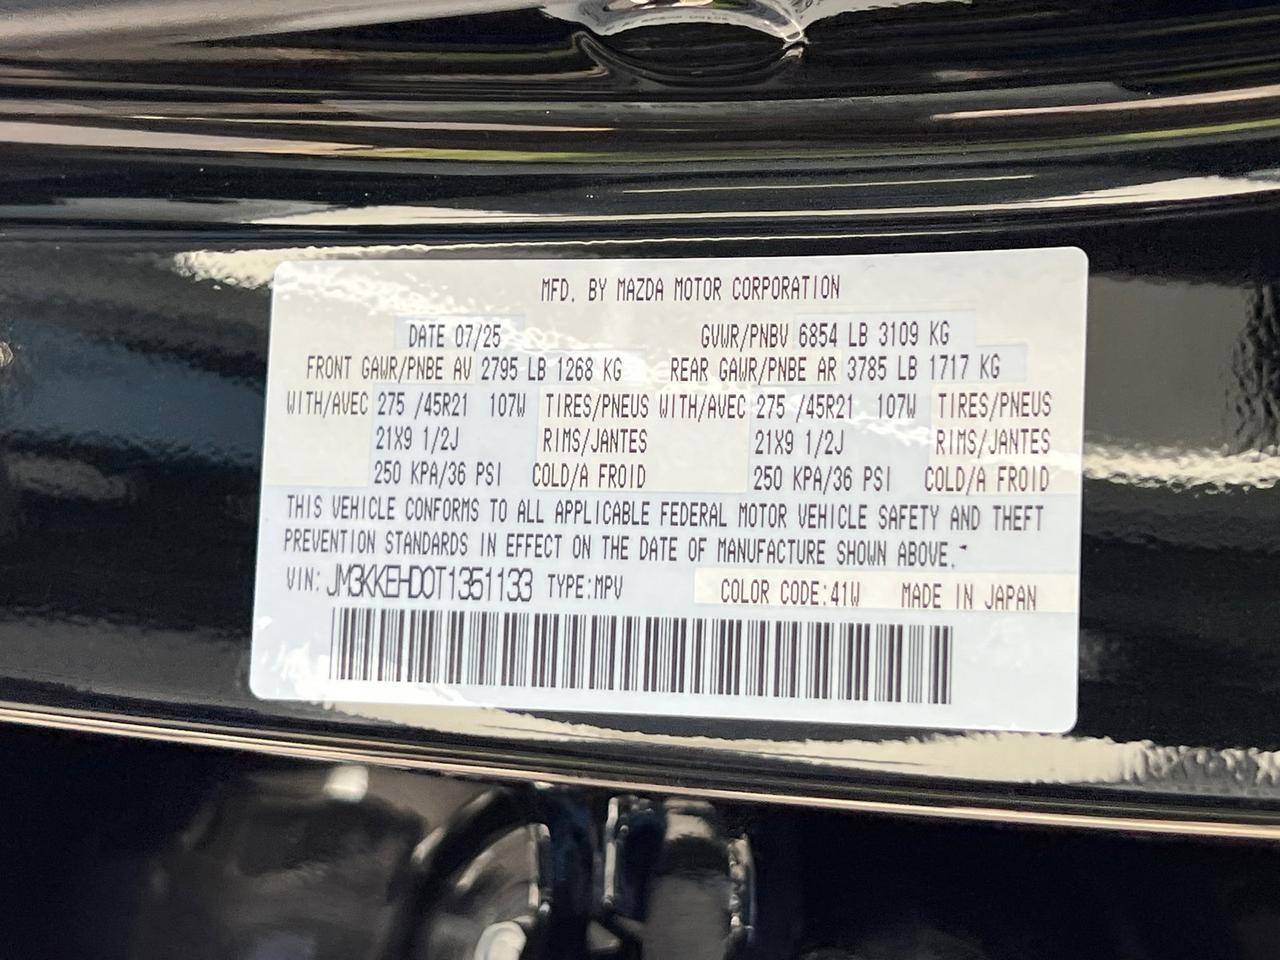 MFD. BY MAZDA MOTOR CORPORATION
DATE 07/25 GVWR/PNBV 6854 LB 3109 KG
FRONT GAWR/PNBE AV 2795 LB 1268 KG REAR GAWR/PNBE AR 3785 LB 1717 KG
WITH/AVEC 275 /45R21 107W TIRES/PNEUS WITH/AVEC 275 /45R21 107W TIRES/PNEUS
21X9 1/2J RIMS/JANTES 21X9 1/2J RIMS/JANTES
250 KPA/36 PSI COLD/A FROID 250 KPA/36 PSI COLD/A FROID
THIS VEHICLE CONFORMS TO ALL APPLICABLE FEDERAL MOTOR VEHICLE SAFETY AND THEFT
PREVENTION STANDARDS IN EFFECT ON THE DATE OF MANUFACTURE SHOWN ABOVE.
VIN: JM3KKEHD0T1351133 TYPE:MPV COLOR CODE:41W MADE IN JAPAN